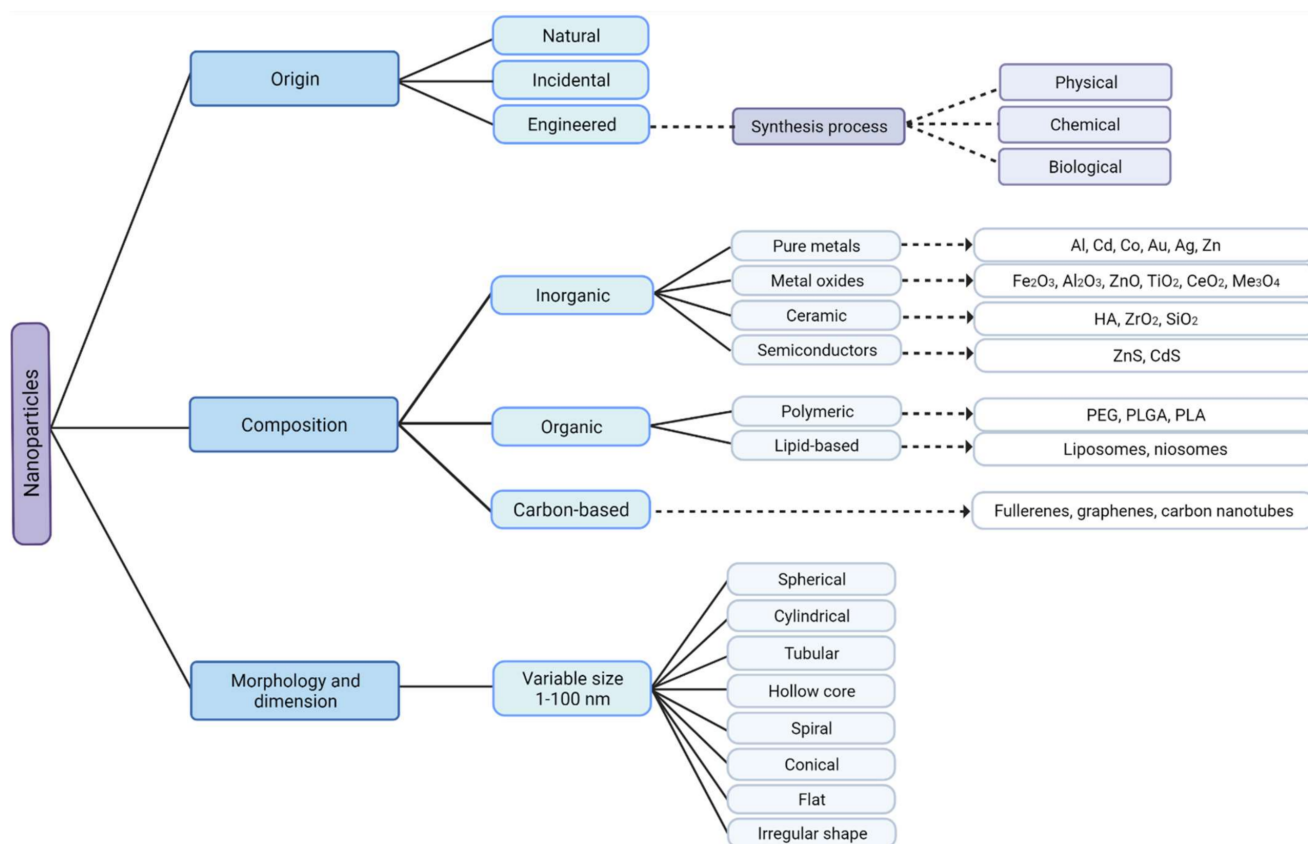 Nanoparticles
Origin
Natural
Incidental
Engineered
Synthesis process
Physical
Chemical
Biological
Composition
Inorganic
Pure metals
Al, Cd, Co, Au, Ag, Zn
Metal oxides
Fe₂O₃, Al₂O₃, ZnO, TiO₂, CeO₂, Me₃O₄
Ceramic
HA, ZrO₂, SiO₂
Semiconductors
ZnS, CdS
Organic
Polymeric
PEG, PLGA, PLA
Lipid-based
Liposomes, niosomes
Carbon-based
Fullerenes, graphenes, carbon nanotubes
Morphology and
dimension
Variable size
1-100 nm
Spherical
Cylindrical
Tubular
Hollow core
Spiral
Conical
Flat
Irregular shape